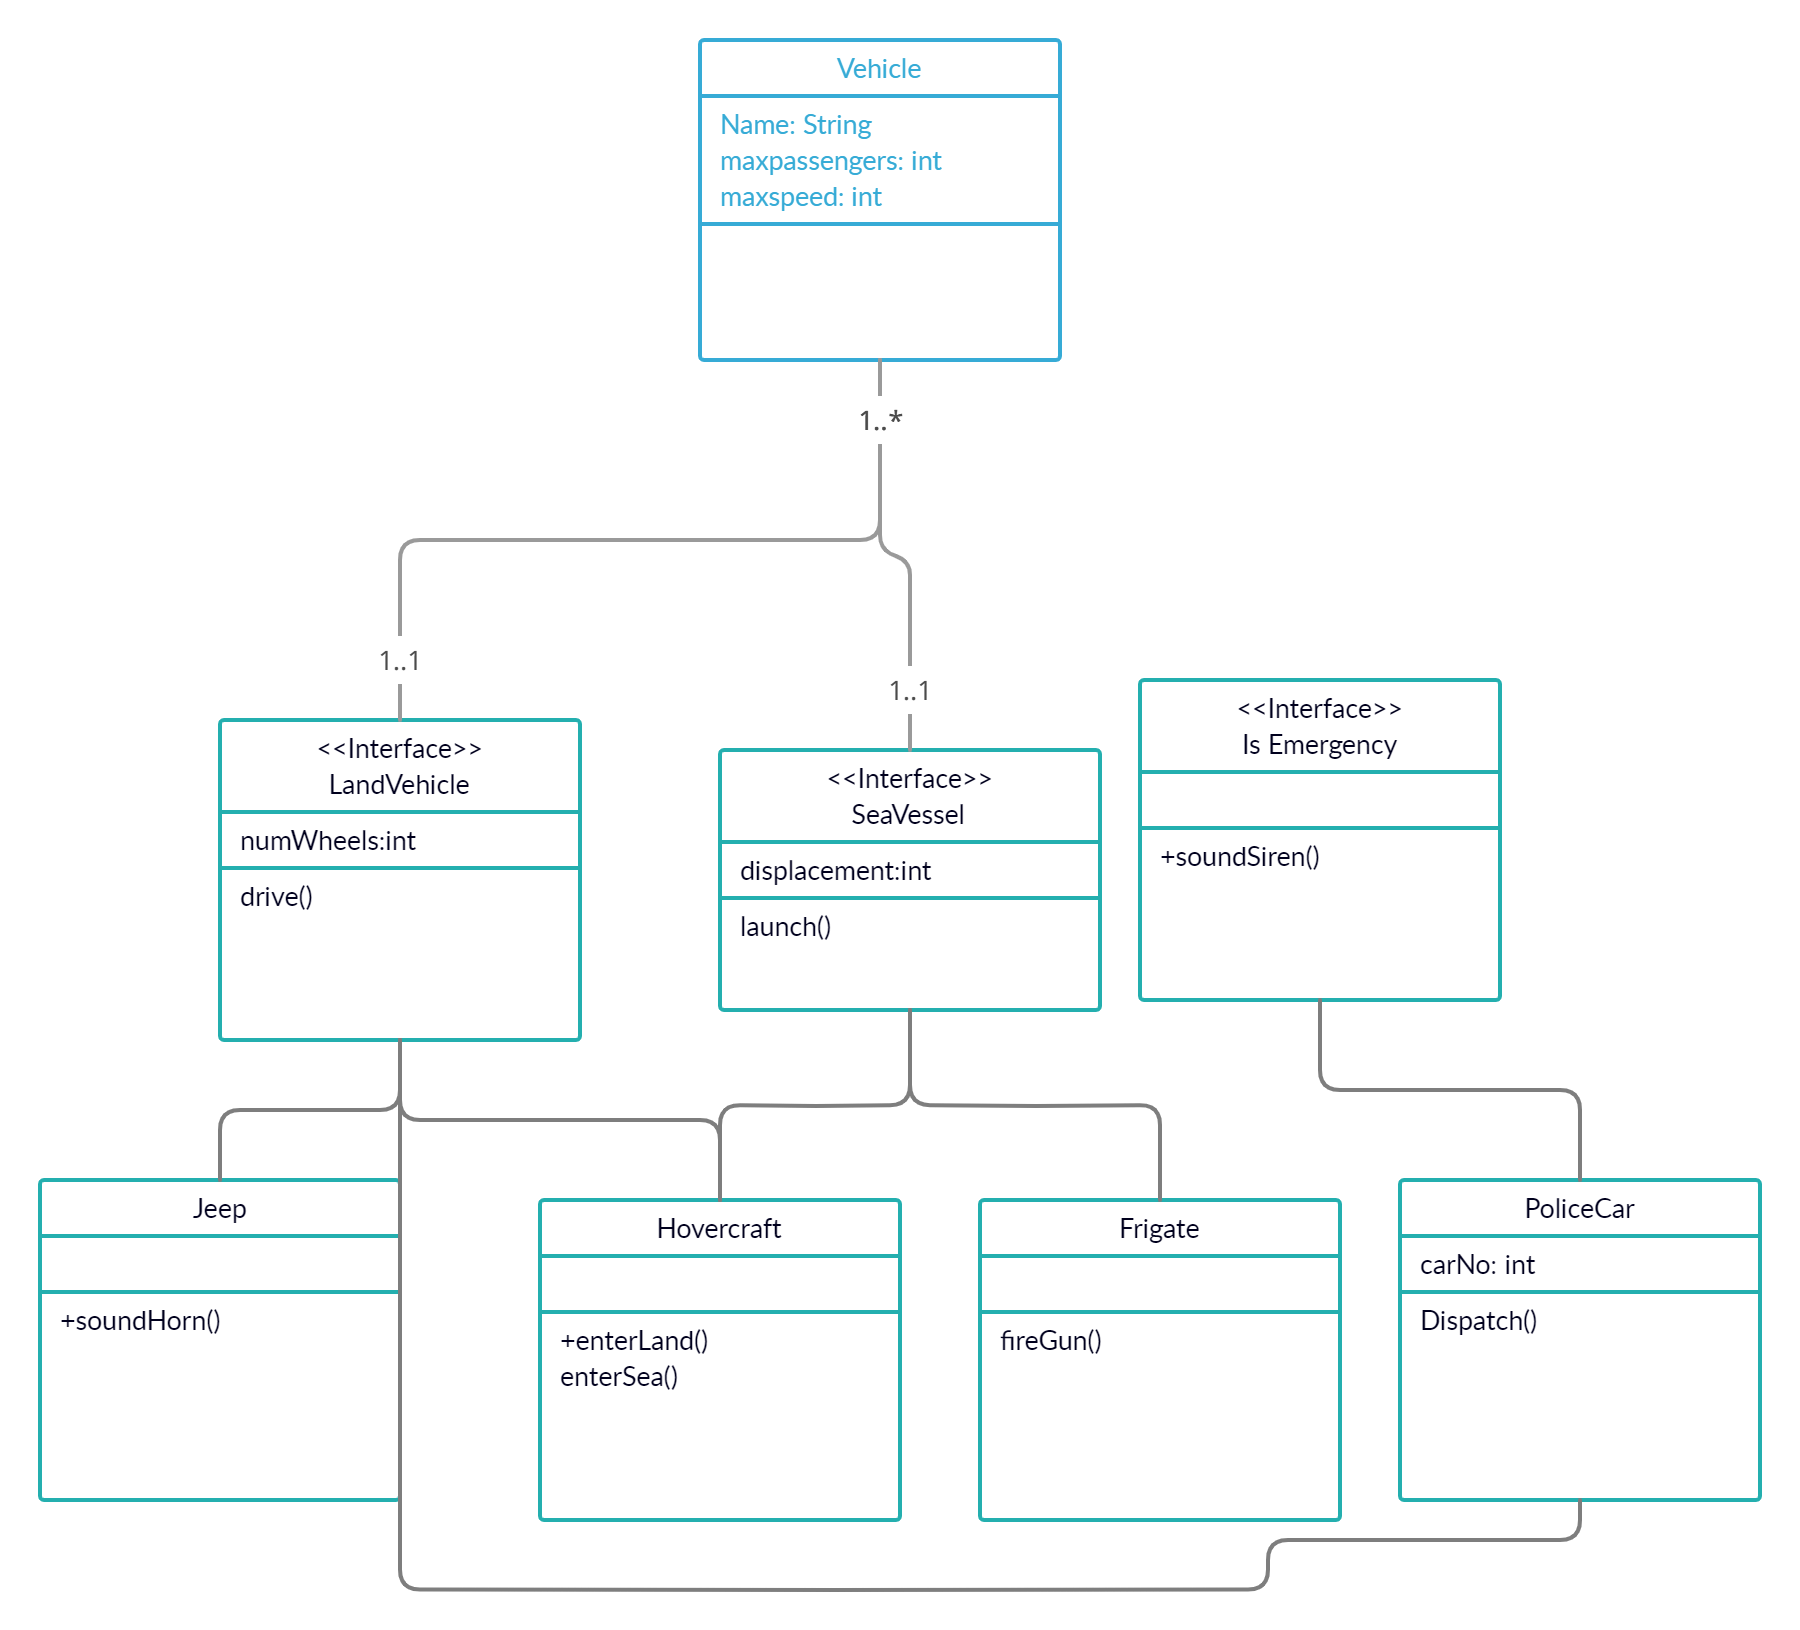 Vehicle
Name: String
maxpassengers: int
maxspeed: int
1..*
1..1
1..1
<<Interface>>
LandVehicle
numWheels:int
drive()
<<Interface>>
SeaVessel
displacement:int
launch()
<<Interface>>
Is Emergency
+soundSiren()
Jeep
+soundHorn()
Hovercraft
+enterLand()
enterSea()
Frigate
fireGun()
PoliceCar
carNo: int
Dispatch()